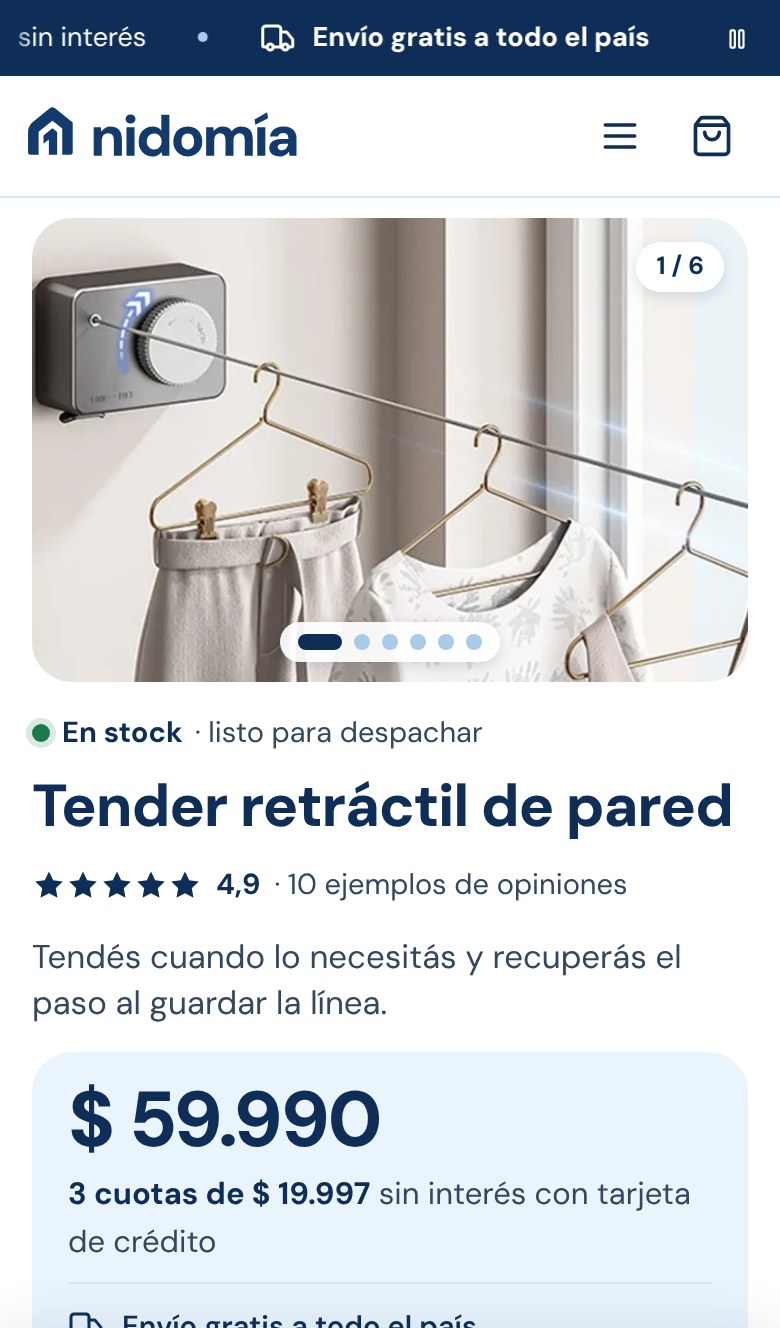 sin interés • Envío gratis a todo el país
nidomía
1 / 6
En stock · listo para despachar
Tender retráctil de pared
4,9 · 10 ejemplos de opiniones
Tendés cuando lo necesitás y recuperás el
paso al guardar la línea.
$ 59.990
3 cuotas de $ 19.997 sin interés con tarjeta
de crédito
Envío gratis a todo el país